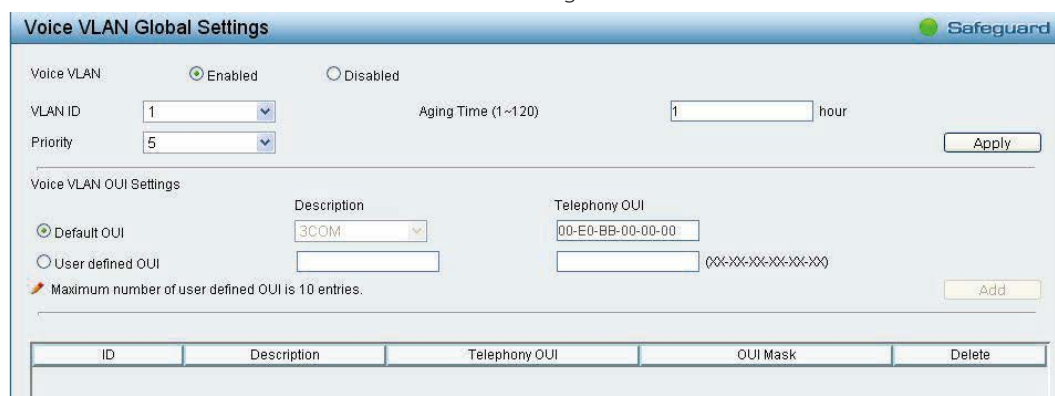 Voice VLAN Global Settings Safeguard
Voice VLAN Enabled Disabled
VLAN ID 1 Aging Time (1~120) 1 hour
Priority 5 Apply
Voice VLAN OUI Settings
Description Telephony OUI
Default OUI 3COM 00-E0-BB-00-00-00
User defined OUI (XX-XX-XX-XX-XX-XX)
Maximum number of user defined OUI is 10 entries. Add
ID Description Telephony OUI OUI Mask Delete